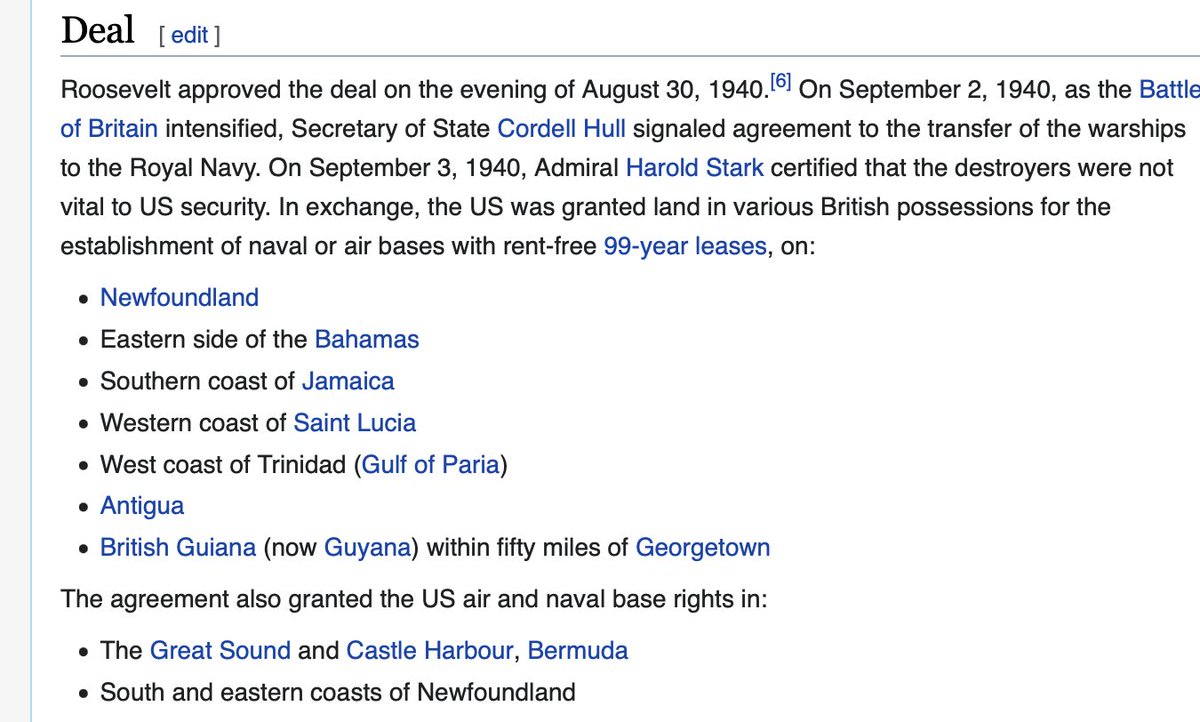 Deal [ edit ]
Roosevelt approved the deal on the evening of August 30, 1940.[6] On September 2, 1940, as the Battle
of Britain intensified, Secretary of State Cordell Hull signaled agreement to the transfer of the warships
to the Royal Navy. On September 3, 1940, Admiral Harold Stark certified that the destroyers were not
vital to US security. In exchange, the US was granted land in various British possessions for the
establishment of naval or air bases with rent-free 99-year leases, on:
• Newfoundland
• Eastern side of the Bahamas
• Southern coast of Jamaica
• Western coast of Saint Lucia
• West coast of Trinidad (Gulf of Paria)
• Antigua
• British Guiana (now Guyana) within fifty miles of Georgetown
The agreement also granted the US air and naval base rights in:
• The Great Sound and Castle Harbour, Bermuda
• South and eastern coasts of Newfoundland